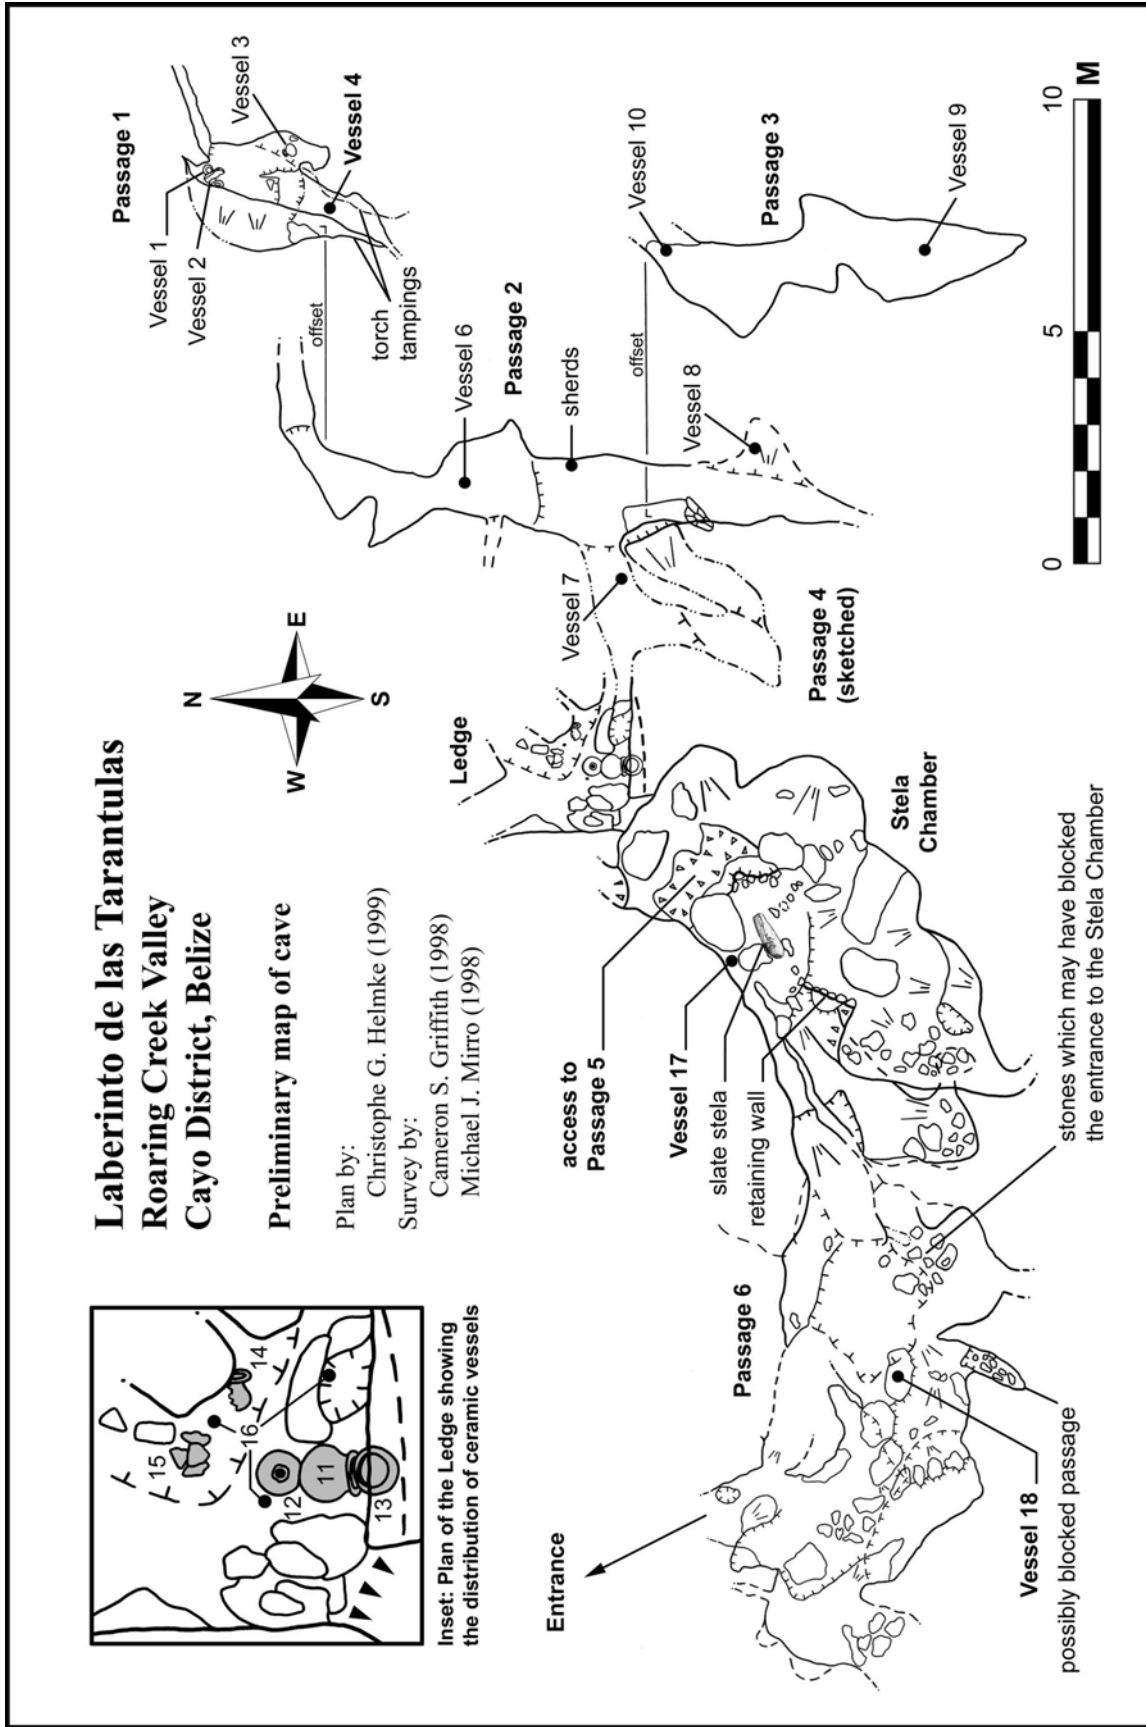 Laberinto de las Tarantulas
Roaring Creek Valley
Cayo District, Belize
Preliminary map of cave
Plan by:
Christophe G. Helmke (1999)
Survey by:
Cameron S. Griffith (1998)
Michael J. Mirro (1998)
14
15
16
12
11
13
Inset: Plan of the Ledge showing
the distribution of ceramic vessels
N
W
E
S
Passage 1
Vessel 1
Vessel 2
Vessel 3
Vessel 4
offset
torch
tampings
Vessel 6
Passage 2
sherds
Vessel 10
Passage 3
Vessel 9
offset
Vessel 8
Vessel 7
Passage 4
(sketched)
Ledge
Stela
Chamber
access to
Passage 5
Vessel 17
slate stela
retaining wall
Passage 6
Entrance
Vessel 18
possibly blocked passage
stones which may have blocked
the entrance to the Stela Chamber
0
5
10
M